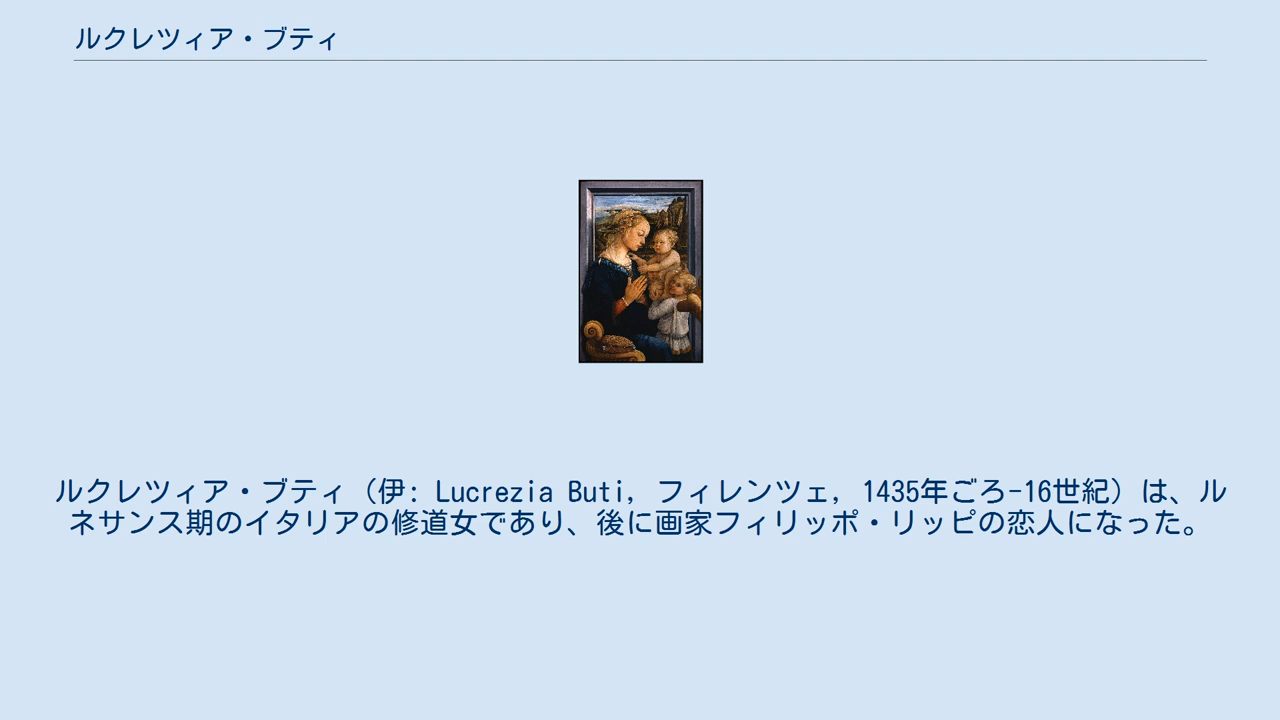 ルクレツィア・ブティ
ルクレツィア・ブティ（伊: Lucrezia Buti, フィレンツェ, 1435年ごろ-16世紀）は、ル
ネサンス期のイタリアの修道女であり、後に画家フィリッポ・リッピの恋人になった。